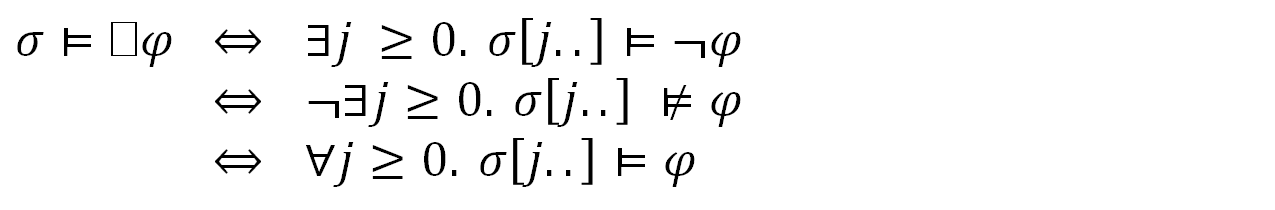 σ ⊨ □φ ⇔ ∃j ≥ 0. σ[j..] ⊨ ¬φ
⇔ ¬∃j ≥ 0. σ[j..] ⊭ φ
⇔ ∀j ≥ 0. σ[j..] ⊨ φ